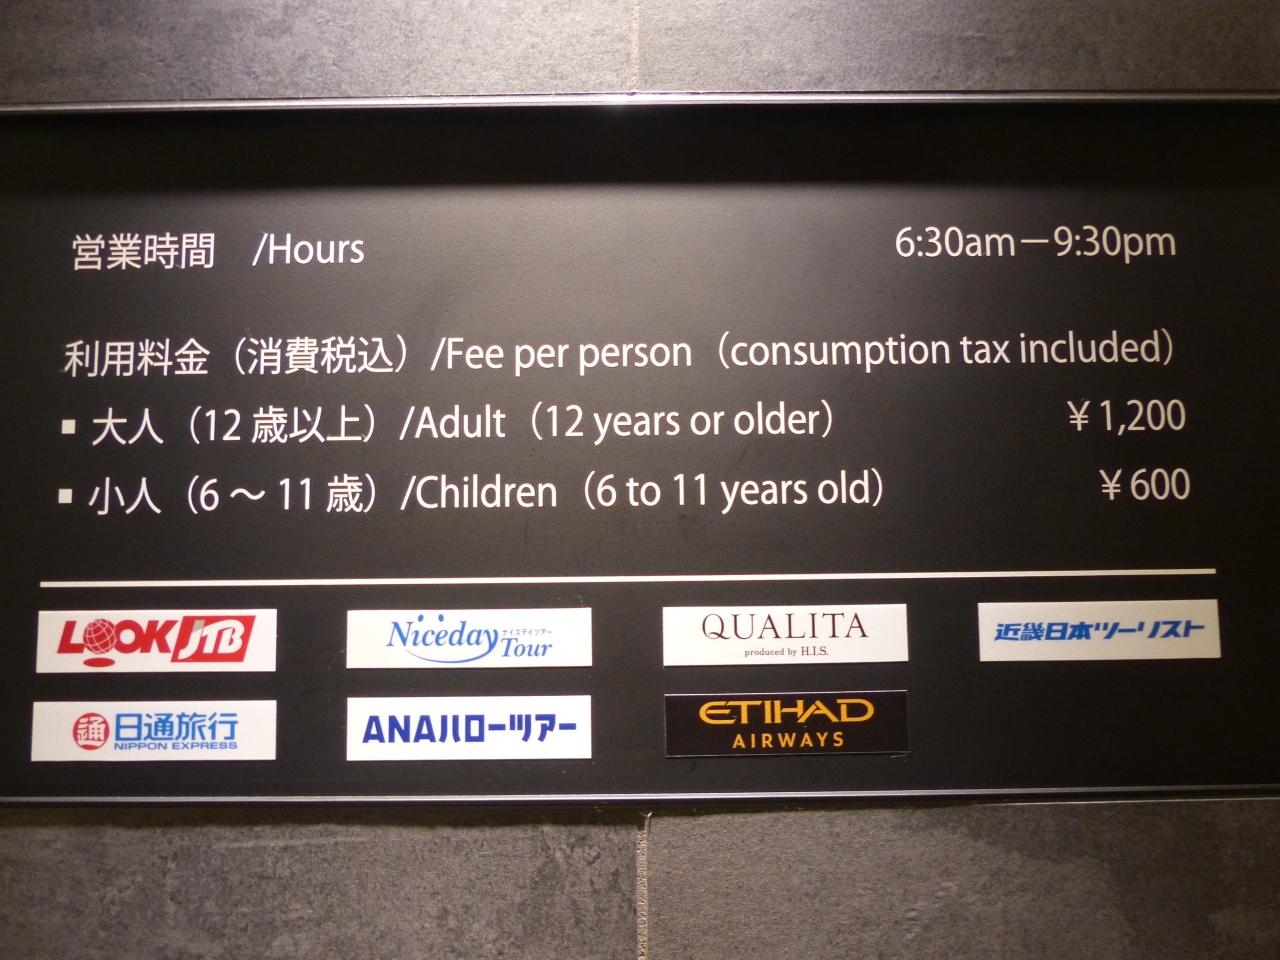 営業時間 /Hours 6:30am－9:30pm
利用料金（消費税込）/Fee per person（consumption tax included）
▪ 大人（12 歳以上）/Adult（12 years or older） ¥ 1,200
▪ 小人（6 〜 11 歳）/Children（6 to 11 years old） ¥ 600
LOOK JTB
Niceday ナイスデイツアー Tour
QUALITA
produced by H.I.S.
近畿日本ツーリスト
通 日通旅行
NIPPON EXPRESS
ANAハローツアー
ETIHAD
AIRWAYS